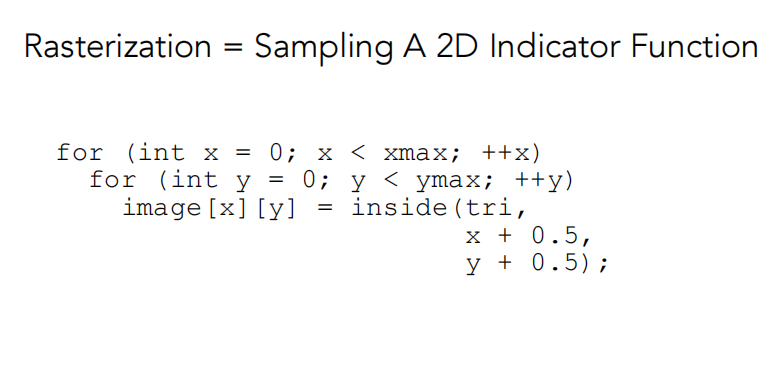 Rasterization = Sampling A 2D Indicator Function
for (int x = 0; x < xmax; ++x)
for (int y = 0; y < ymax; ++y)
image[x][y] = inside(tri,
x + 0.5,
y + 0.5);